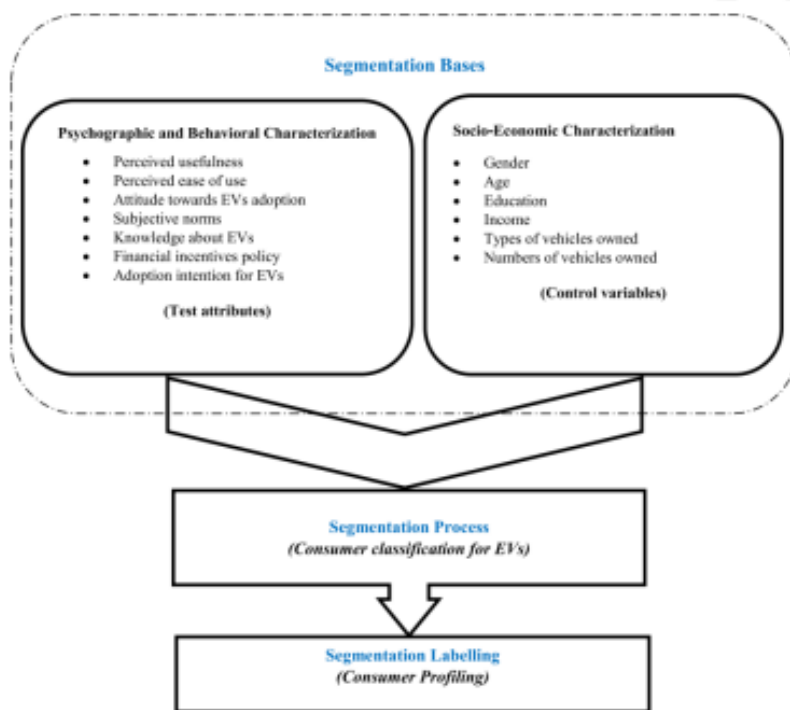 Segmentation Bases
Psychographic and Behavioral Characterization
• Perceived usefulness
• Perceived ease of use
• Attitude towards EVs adoption
• Subjective norms
• Knowledge about EVs
• Financial incentives policy
• Adoption intention for EVs
(Test attributes)
Socio-Economic Characterization
• Gender
• Age
• Education
• Income
• Types of vehicles owned
• Numbers of vehicles owned
(Control variables)
Segmentation Process
(Consumer classification for EVs)
Segmentation Labelling
(Consumer Profiling)